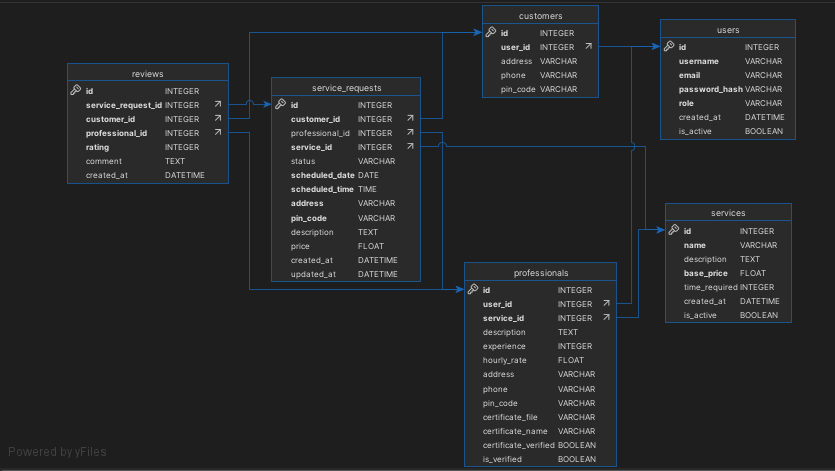 customers
id INTEGER
user_id INTEGER
address VARCHAR
phone VARCHAR
pin_code VARCHAR
users
id INTEGER
username VARCHAR
email VARCHAR
password_hash VARCHAR
role VARCHAR
created_at DATETIME
is_active BOOLEAN
reviews
id INTEGER
service_request_id INTEGER
customer_id INTEGER
professional_id INTEGER
rating INTEGER
comment TEXT
created_at DATETIME
service_requests
id INTEGER
customer_id INTEGER
professional_id INTEGER
service_id INTEGER
status VARCHAR
scheduled_date DATE
scheduled_time TIME
address VARCHAR
pin_code VARCHAR
description TEXT
price FLOAT
created_at DATETIME
updated_at DATETIME
services
id INTEGER
name VARCHAR
description TEXT
base_price FLOAT
time_required INTEGER
created_at DATETIME
is_active BOOLEAN
professionals
id INTEGER
user_id INTEGER
service_id INTEGER
description TEXT
experience INTEGER
hourly_rate FLOAT
address VARCHAR
phone VARCHAR
pin_code VARCHAR
certificate_file VARCHAR
certificate_name VARCHAR
certificate_verified BOOLEAN
is_verified BOOLEAN
Powered by yFiles